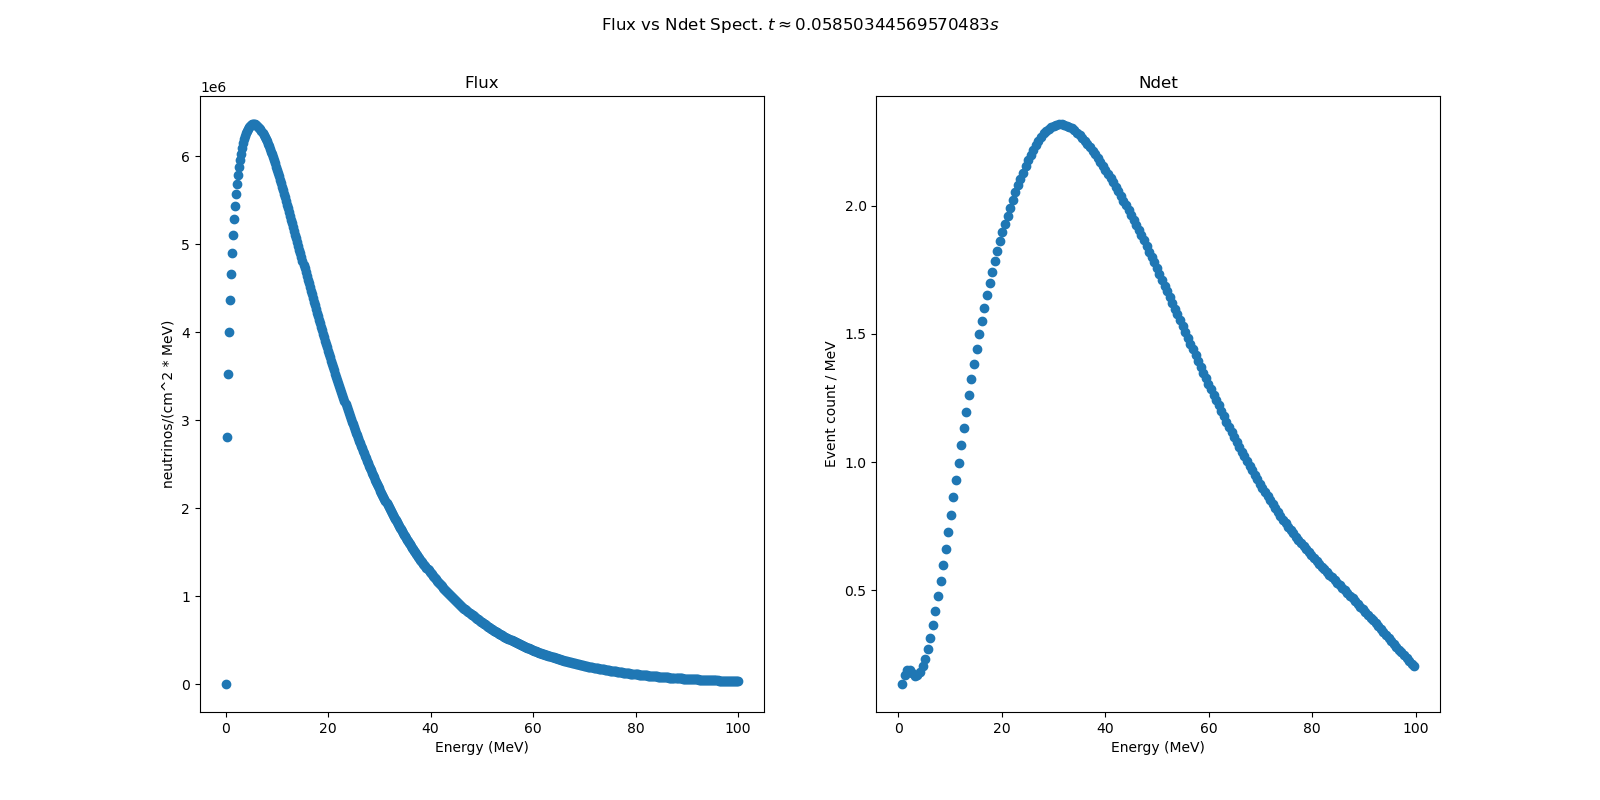 Flux vs Ndet Spect. t ≈ 0.05850344569570483s
Flux
1e6
neutrinos/(cm^2 * MeV)
6
5
4
3
2
1
0
0 20 40 60 80 100
Energy (MeV)
Ndet
Event count / MeV
2.0
1.5
1.0
0.5
0 20 40 60 80 100
Energy (MeV)